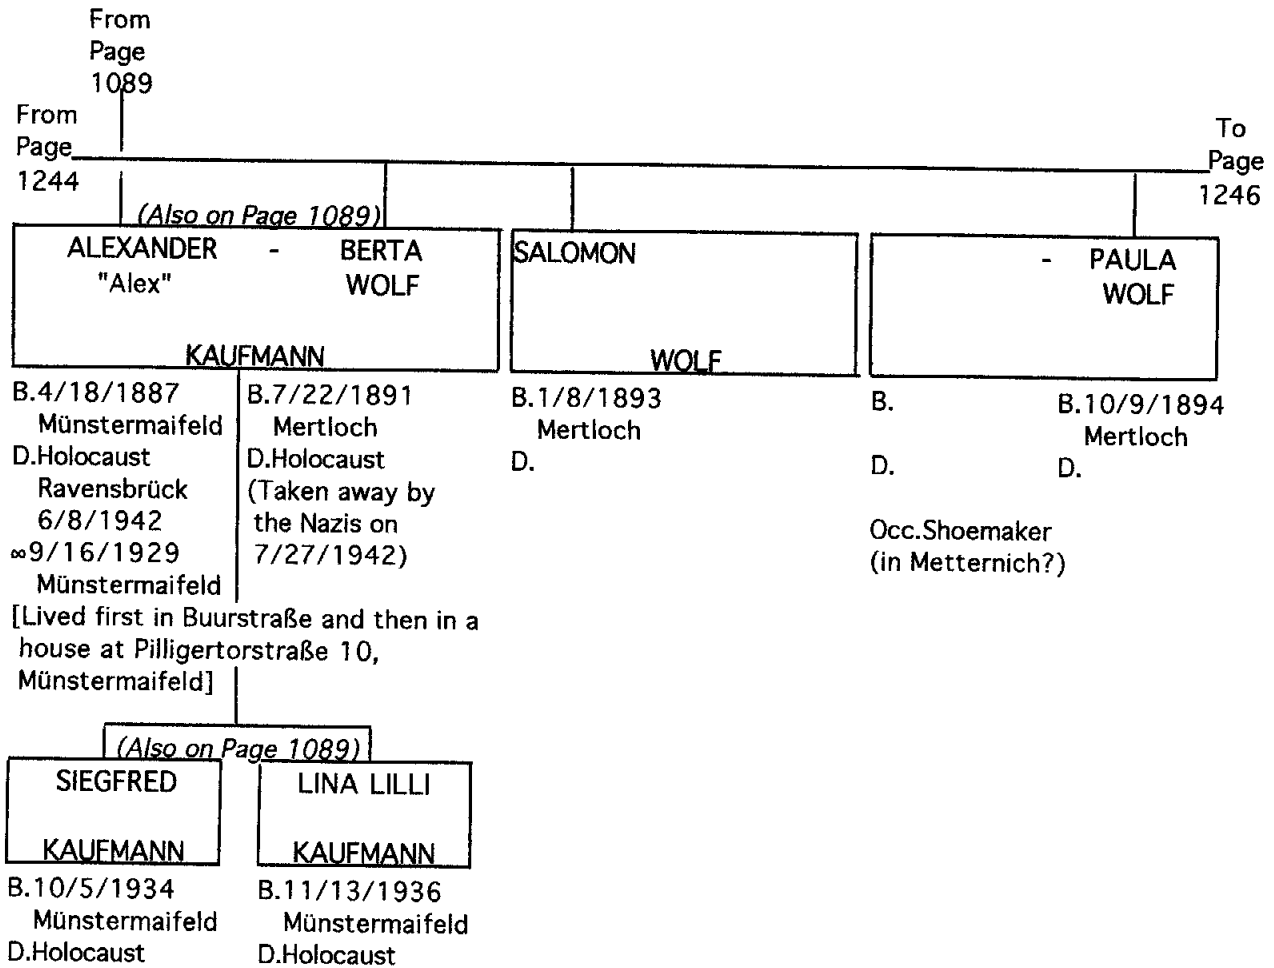 From
Page
1089
From
Page
1244
To
Page
1246
(Also on Page 1089)
ALEXANDER - BERTA
"Alex" WOLF
KAUFMANN
B.4/18/1887
Münstermaifeld
D.Holocaust
Ravensbrück
6/8/1942
∞9/16/1929
Münstermaifeld
B.7/22/1891
Mertloch
D.Holocaust
(Taken away by
the Nazis on
7/27/1942)
[Lived first in Buurstraße and then in a
house at Pilligertorstraße 10,
Münstermaifeld]
SALOMON
WOLF
B.1/8/1893
Mertloch
D.
- PAULA
WOLF
B.
D.
Occ.Shoemaker
(in Metternich?)
B.10/9/1894
Mertloch
D.
(Also on Page 1089)
SIEGFRED
KAUFMANN
B.10/5/1934
Münstermaifeld
D.Holocaust
LINA LILLI
KAUFMANN
B.11/13/1936
Münstermaifeld
D.Holocaust